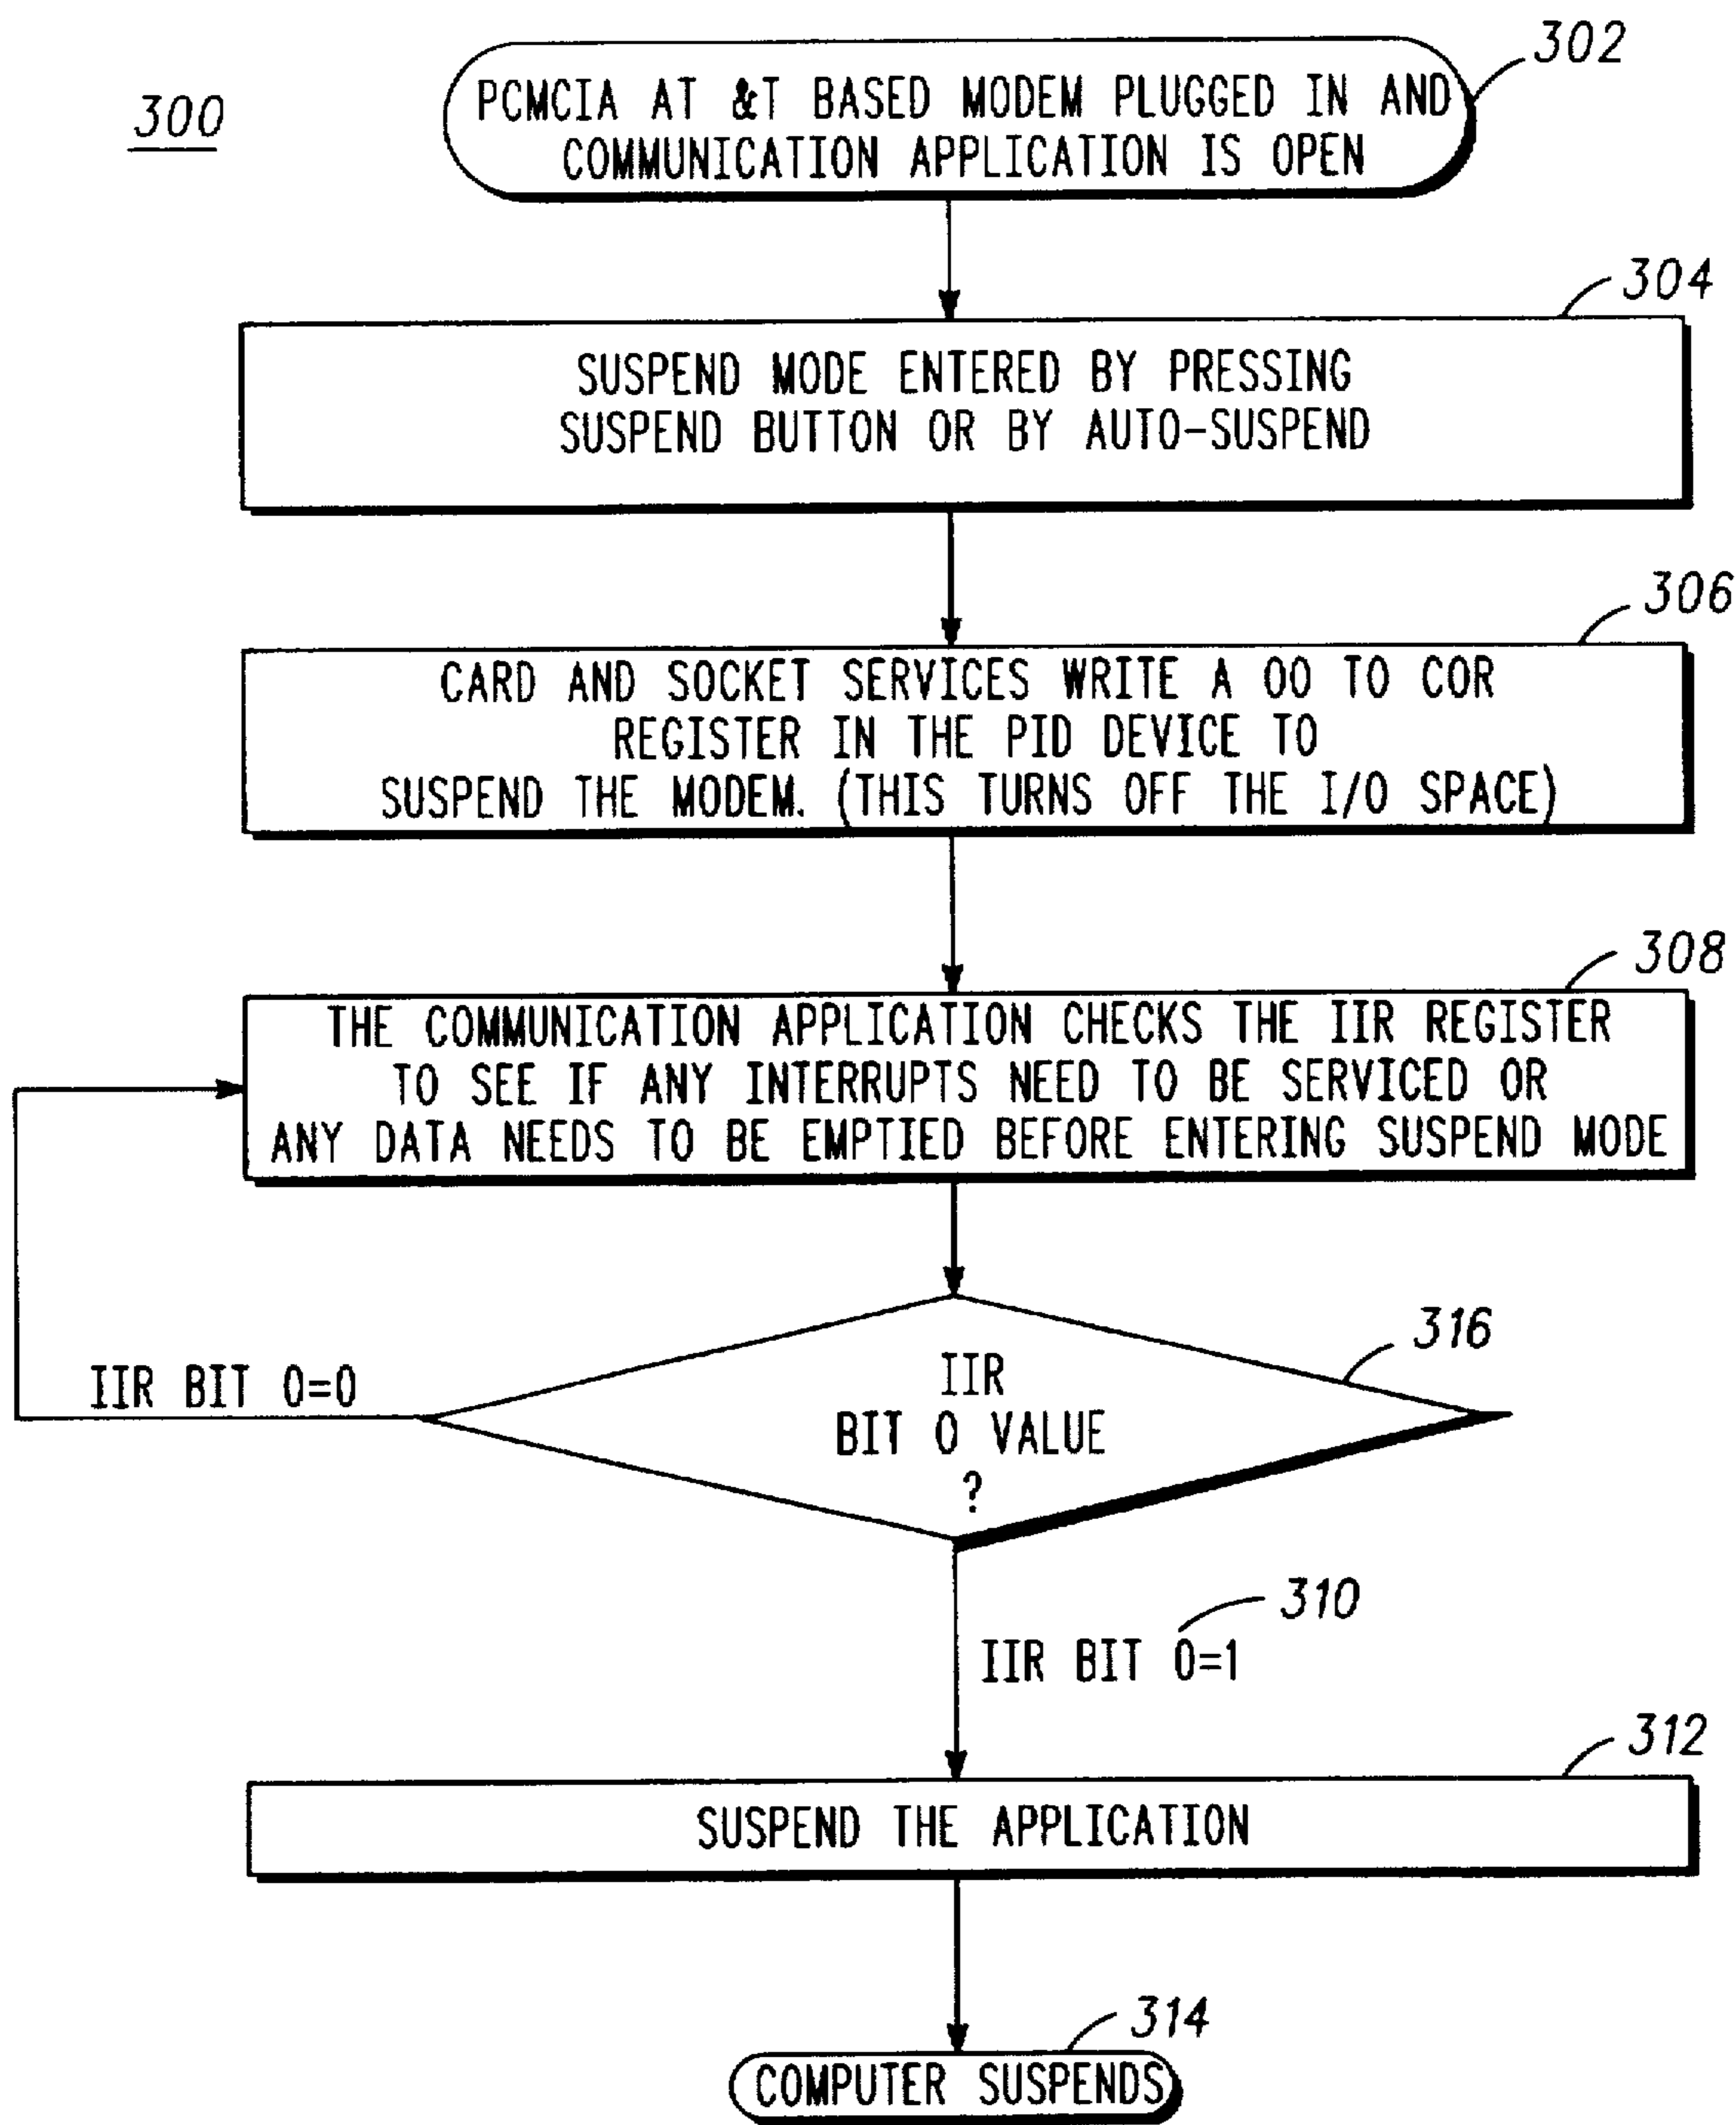 300
302
PCMCIA AT &T BASED MODEM PLUGGED IN AND
COMMUNICATION APPLICATION IS OPEN
304
SUSPEND MODE ENTERED BY PRESSING
SUSPEND BUTTON OR BY AUTO-SUSPEND
306
CARD AND SOCKET SERVICES WRITE A 00 TO COR
REGISTER IN THE PID DEVICE TO
SUSPEND THE MODEM. (THIS TURNS OFF THE I/O SPACE)
308
THE COMMUNICATION APPLICATION CHECKS THE IIR REGISTER
TO SEE IF ANY INTERRUPTS NEED TO BE SERVICED OR
ANY DATA NEEDS TO BE EMPTIED BEFORE ENTERING SUSPEND MODE
316
IIR BIT 0=0
IIR
BIT 0 VALUE
?
310
IIR BIT 0=1
312
SUSPEND THE APPLICATION
314
COMPUTER SUSPENDS